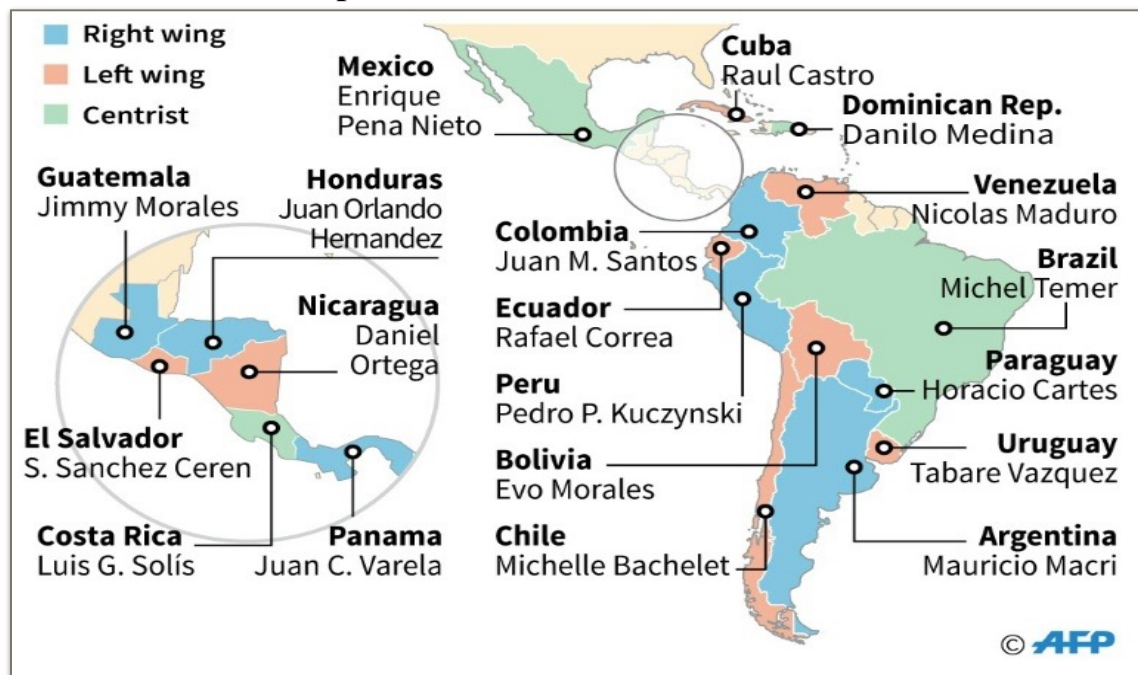 Right wing
Left wing
Centrist
Mexico
Enrique
Pena Nieto
Cuba
Raul Castro
Dominican Rep.
Danilo Medina
Guatemala
Jimmy Morales
Honduras
Juan Orlando
Hernandez
Nicaragua
Daniel
Ortega
El Salvador
S. Sanchez Ceren
Costa Rica
Luis G. Solís
Panama
Juan C. Varela
Venezuela
Nicolas Maduro
Colombia
Juan M. Santos
Brazil
Michel Temer
Ecuador
Rafael Correa
Paraguay
Horacio Cartes
Peru
Pedro P. Kuczynski
Uruguay
Tabare Vazquez
Bolivia
Evo Morales
Chile
Michelle Bachelet
Argentina
Mauricio Macri
© AFP